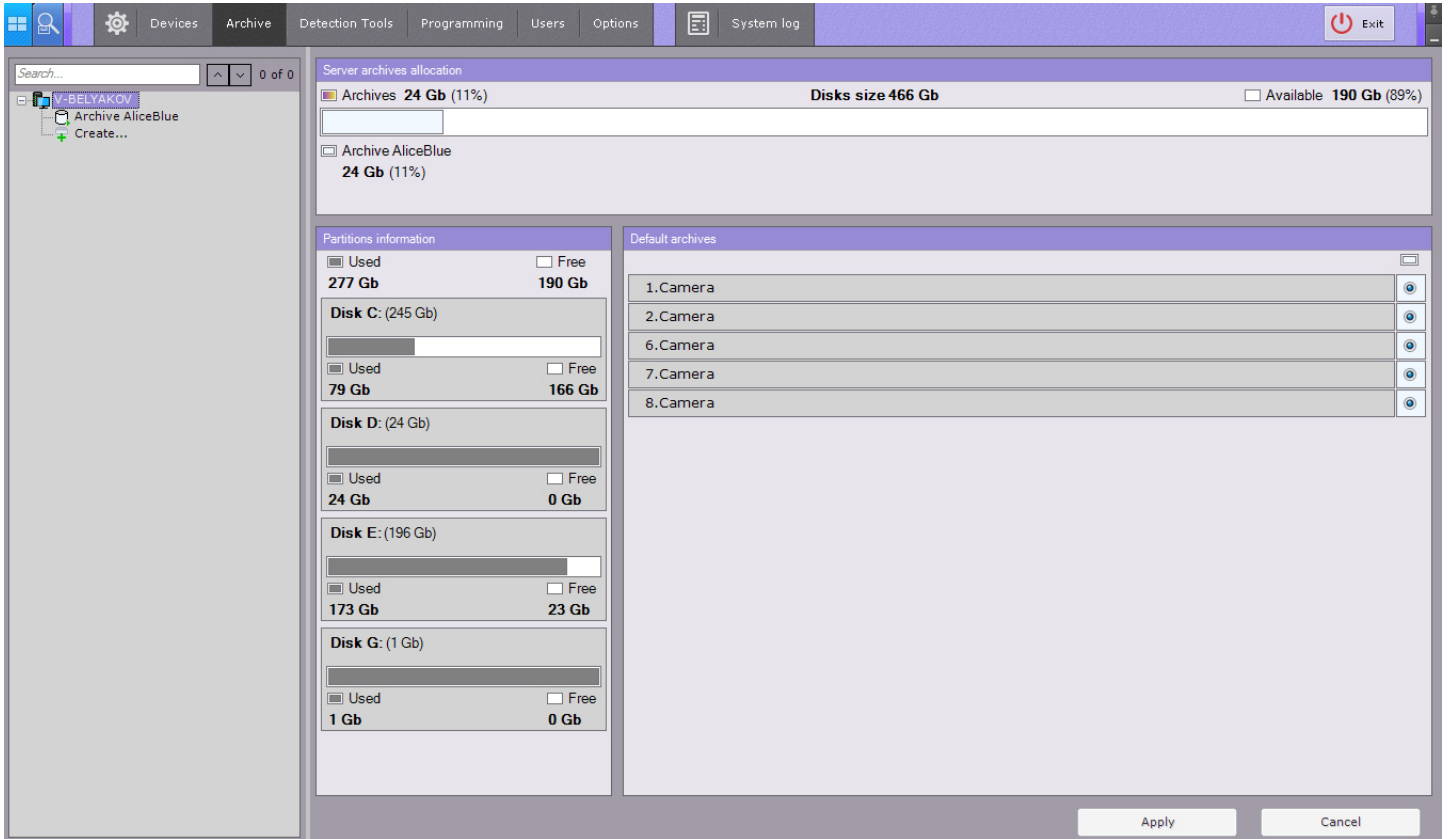 Devices Archive Detection Tools Programming Users Options System log Exit
Search... 0 of 0
V-BELYAKOV
Archive AliceBlue
Create...
Server archives allocation
Archives 24 Gb (11%) Disks size 466 Gb Available 190 Gb (89%)
Archive AliceBlue
24 Gb (11%)
Partitions information
Used Free
277 Gb 190 Gb
Disk C: (245 Gb)
Used Free
79 Gb 166 Gb
Disk D: (24 Gb)
Used Free
24 Gb 0 Gb
Disk E: (196 Gb)
Used Free
173 Gb 23 Gb
Disk G: (1 Gb)
Used Free
1 Gb 0 Gb
Default archives
1.Camera
2.Camera
6.Camera
7.Camera
8.Camera
Apply Cancel